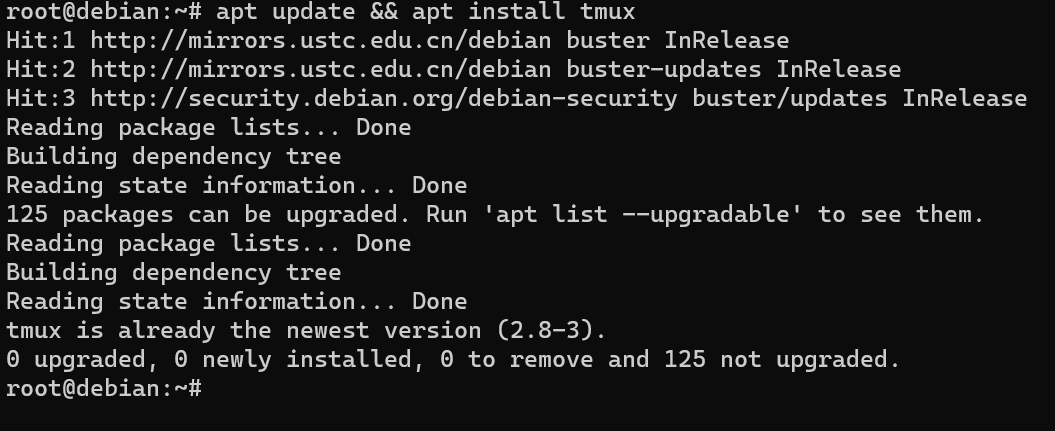 root@debian:~# apt update && apt install tmux
Hit:1 http://mirrors.ustc.edu.cn/debian buster InRelease
Hit:2 http://mirrors.ustc.edu.cn/debian buster-updates InRelease
Hit:3 http://security.debian.org/debian-security buster/updates InRelease
Reading package lists... Done
Building dependency tree
Reading state information... Done
125 packages can be upgraded. Run 'apt list --upgradable' to see them.
Reading package lists... Done
Building dependency tree
Reading state information... Done
tmux is already the newest version (2.8-3).
0 upgraded, 0 newly installed, 0 to remove and 125 not upgraded.
root@debian:~#